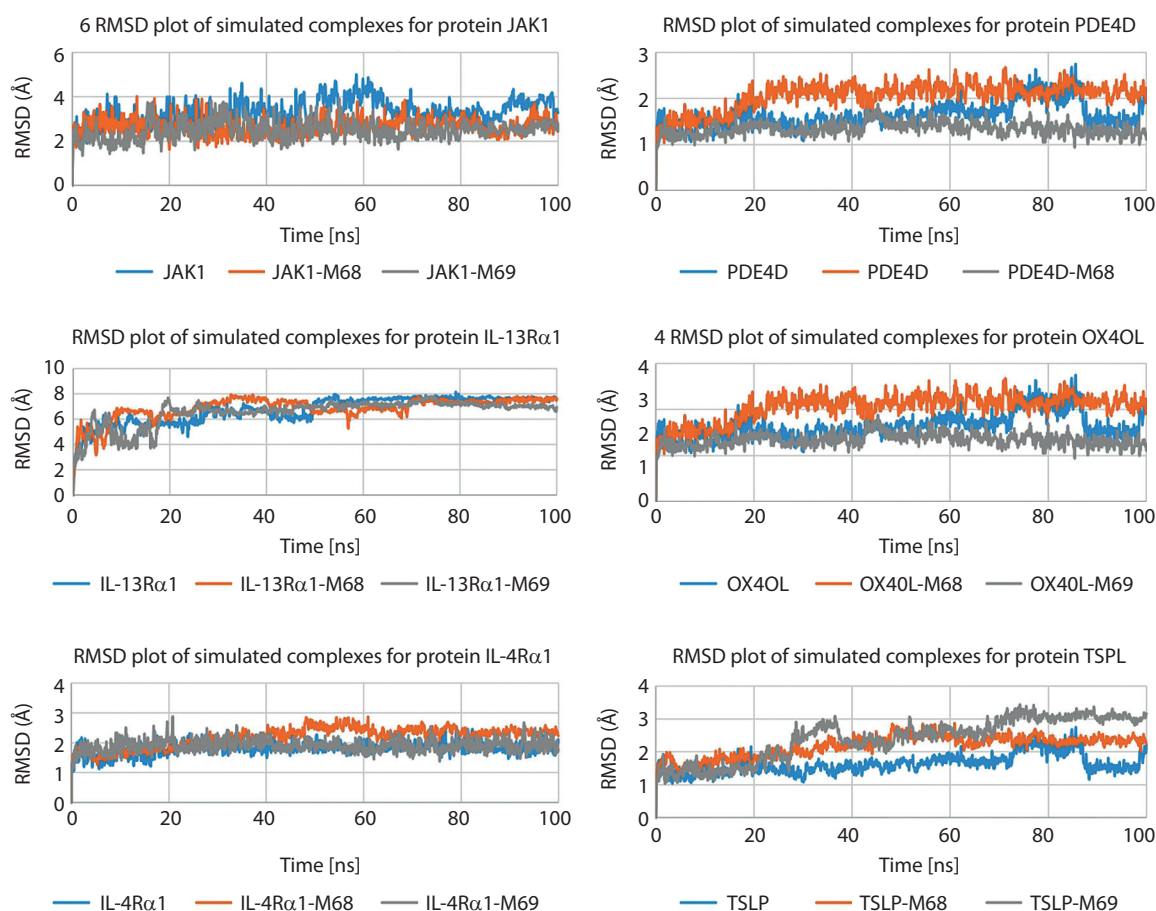 6 RMSD plot of simulated complexes for protein JAK1
RMSD (Å)
6
4
2
0
0 20 40 60 80 100
Time [ns]
JAK1 JAK1-M68 JAK1-M69
RMSD plot of simulated complexes for protein PDE4D
RMSD (Å)
3
2
1
0
0 20 40 60 80 100
Time [ns]
PDE4D PDE4D PDE4D-M68
RMSD plot of simulated complexes for protein IL-13Rα1
RMSD (Å)
10
8
6
4
2
0
0 20 40 60 80 100
Time [ns]
IL-13Rα1 IL-13Rα1-M68 IL-13Rα1-M69
4 RMSD plot of simulated complexes for protein OX4OL
RMSD (Å)
4
3
2
1
0
0 20 40 60 80 100
Time [ns]
OX4OL OX40L-M68 OX40L-M69
RMSD plot of simulated complexes for protein IL-4Rα1
RMSD (Å)
4
3
2
1
0
0 20 40 60 80 100
Time [ns]
IL-4Rα1 IL-4Rα1-M68 IL-4Rα1-M69
RMSD plot of simulated complexes for protein TSPL
RMSD (Å)
4
3
2
1
0
0 20 40 60 80 100
Time [ns]
TSLP TSLP-M68 TSLP-M69